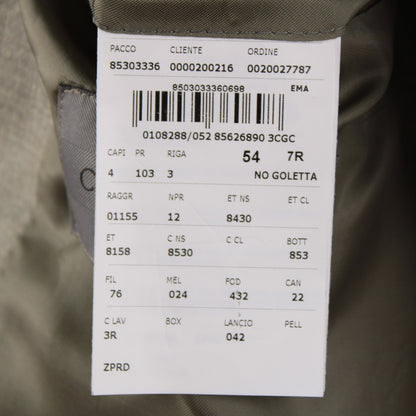 PACCO CLIENTE ORDINE
85303336 0000200216 0020027787
8503033360698 EMA
0108288/052 85626890 3CGC
CAPI PR RIGA 54 7R
4 103 3 NO GOLETTA
RAGGR NPR ET NS ET CL
01155 12 8430
ET C NS C CL BOTT
8158 8530 853
FIL MEL FOD CAN
76 024 432 22
C LAV BOX LANCIO PELL
3R 042
ZPRD
C